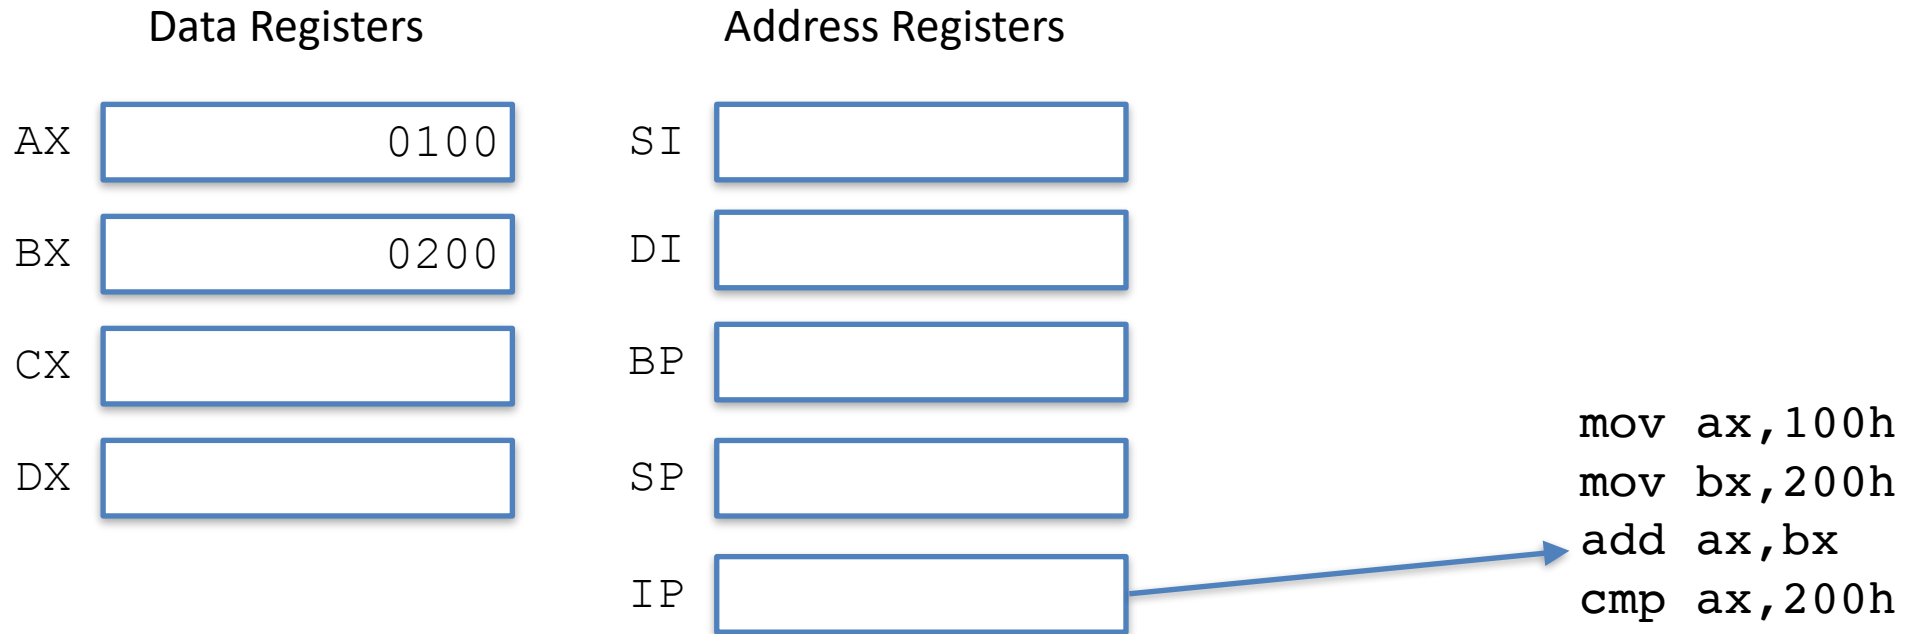 Data Registers
Address Registers
AX 0100
SI
BX 0200
DI
CX
BP
DX
SP
IP
mov ax,100h
mov bx,200h
add ax,bx
cmp ax,200h